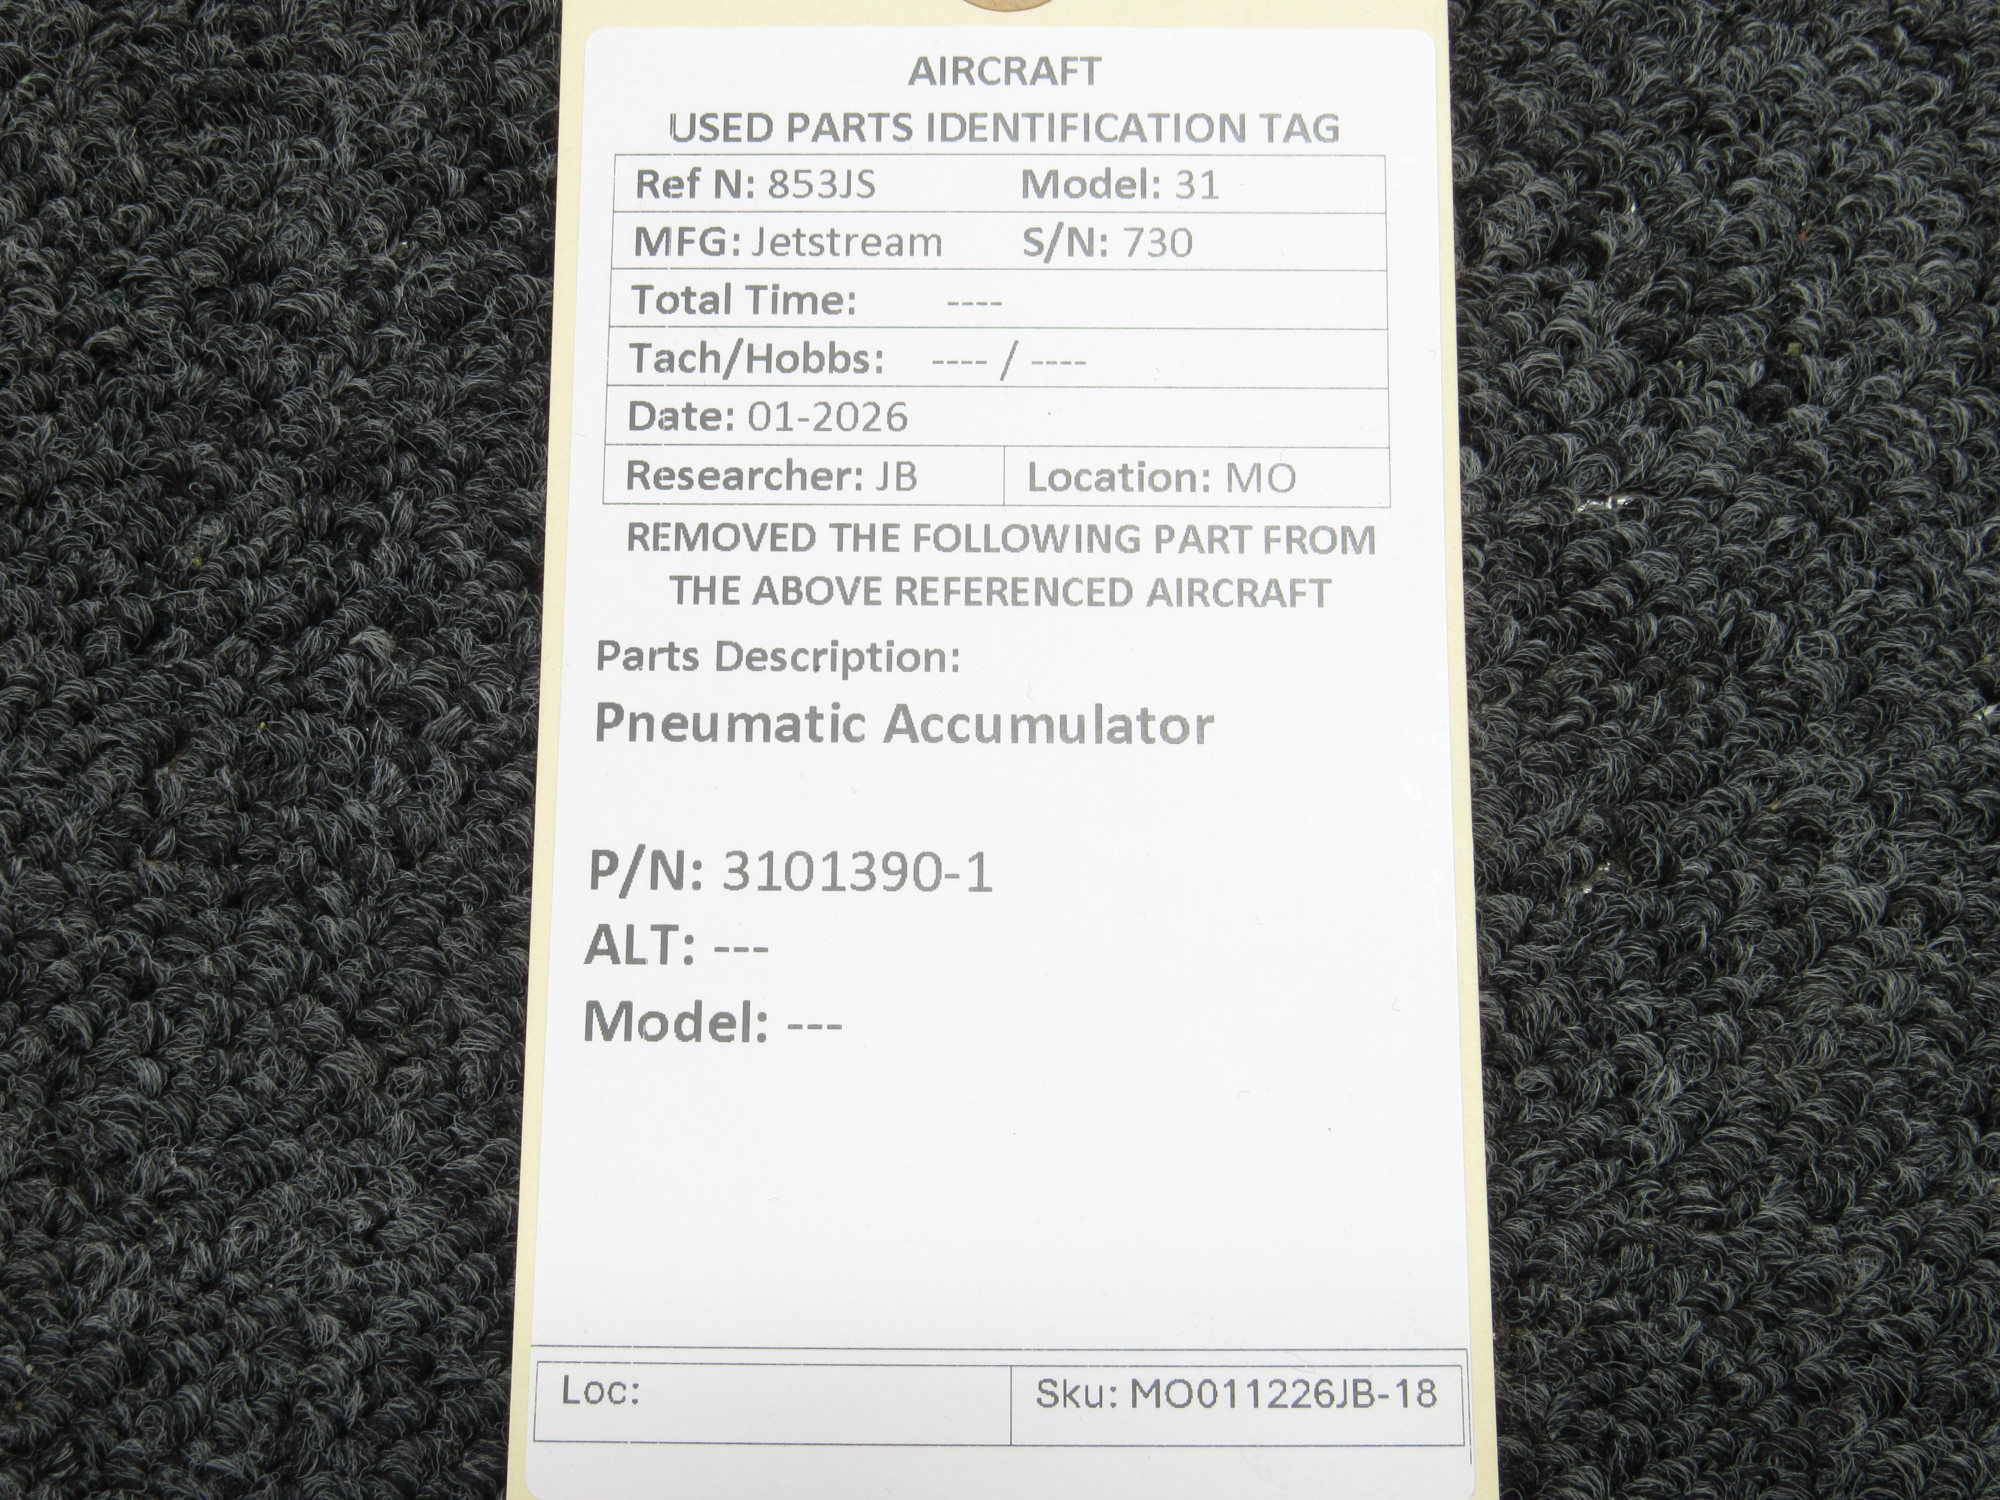 AIRCRAFT
USED PARTS IDENTIFICATION TAG
Ref N: 853JS Model: 31
MFG: Jetstream S/N: 730
Total Time: ----
Tach/Hobbs: ---- / ----
Date: 01-2026
Researcher: JB Location: MO
REMOVED THE FOLLOWING PART FROM
THE ABOVE REFERENCED AIRCRAFT
Parts Description:
Pneumatic Accumulator
P/N: 3101390-1
ALT: ---
Model: ---
Loc: Sku: MO011226JB-18